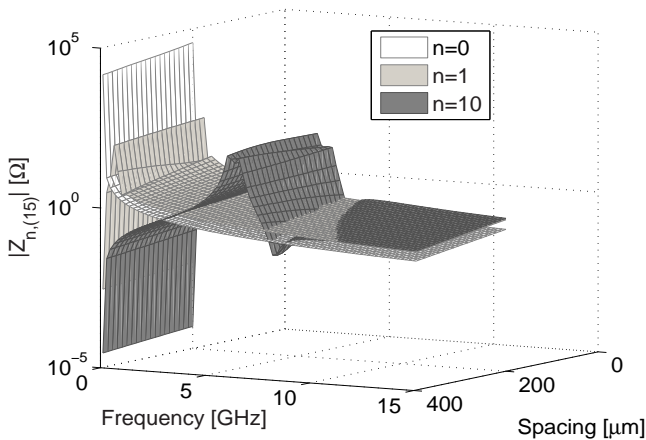 10^5
n=0
n=1
n=10
|Z_{n,(15)}| [Ω]
10^0
10^{-5}
0
5
10
15
400
200
0
Frequency [GHz]
Spacing [μm]